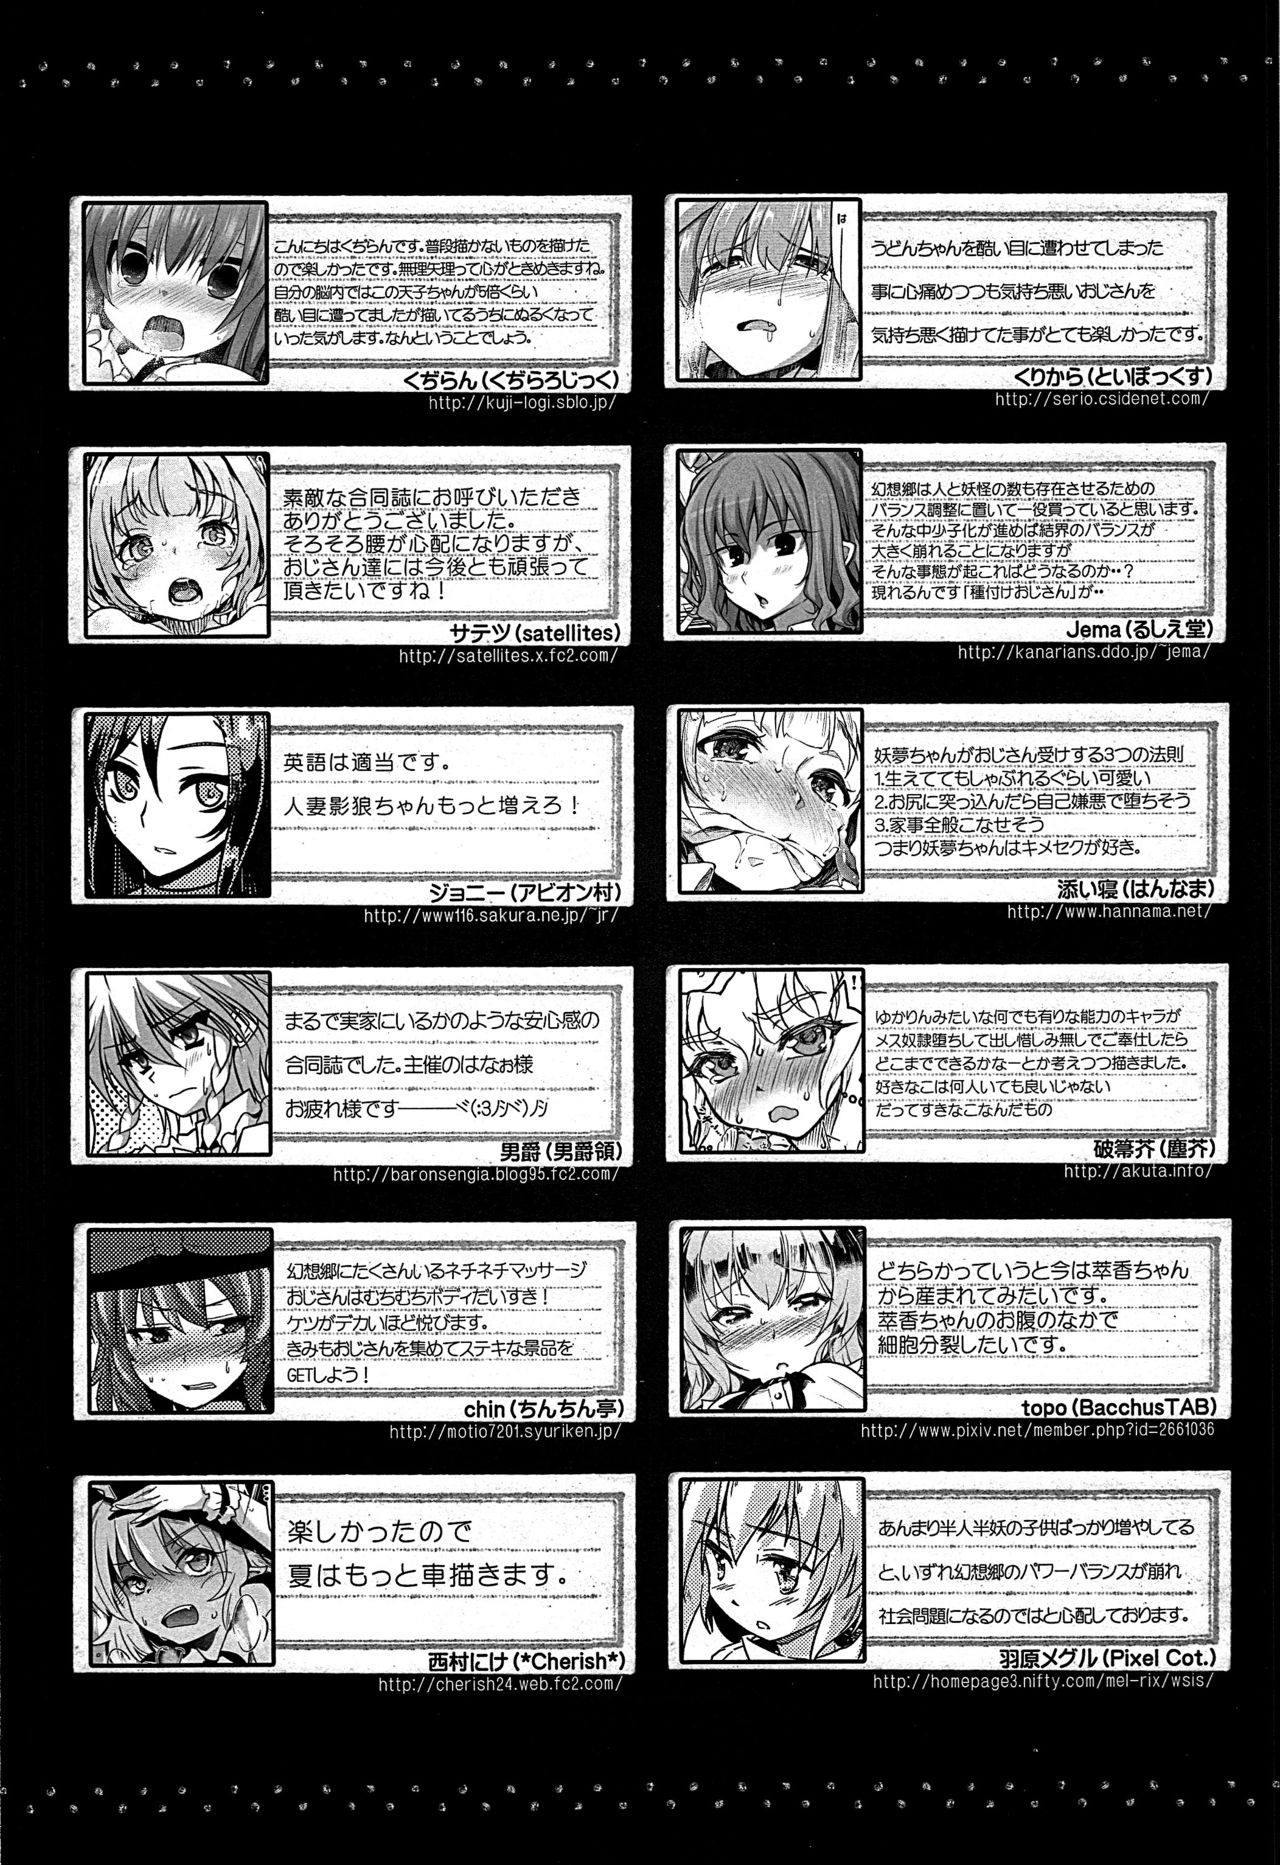 こんにちはくぢらんです。普段描かないものを描けた
ので楽しかったです。無理矢理って心がときめきますね。
自分の脳内ではこの天子ちゃんが5倍くらい
酷い目に遭ってましたが描いてるうちにぬるくなって
いった気がします。なんということでしょう。
くぢらん(くぢらろじっく)
http://kuji-logi.sblo.jp/
は
うどんちゃんを酷い目に遭わせてしまった
事に心痛めつつも気持ち悪いおじさんを
気持ち悪く描けてた事がとても楽しかったです。
くりから(といぼっくす)
http://serio.csidenet.com/
素敵な合同誌にお呼びいただき
ありがとうございました。
そろそろ腰が心配になりますが、
おじさん達には今後とも頑張って
頂きたいですね！
サテツ(satellites)
http://satellites.x.fc2.com/
幻想郷は人と妖怪の数も存在させるための
バランス調整に置いて一役買っていると思います。
そんな中少子化が進めば結界のバランスが
大きく崩れることになりますが
そんな事態が起こればどうなるのか・・？
現れるんです「種付けおじさん」が・・
Jema(るしえ堂)
http://kanarians.ddo.jp/~jema/
英語は適当です。
人妻影狼ちゃんもっと増えろ！
ジョニー(アビオン村)
http://www116.sakura.ne.jp/~jr/
妖夢ちゃんがおじさん受けする3つの法則
1.生えててもしゃぶれるぐらい可愛い
2.お尻に突っ込んだら自己嫌悪で堕ちそう
3.家事全般こなせそう
つまり妖夢ちゃんはキメセクが好き。
添い寝(はんなま)
http://www.hannama.net/
まるで実家にいるかのような安心感の
合同誌でした。主催のはなぉ様
お疲れ様です―――ﾍﾞ(:3ﾉｼﾍﾞ)ﾉｼ
男爵(男爵領)
http://baronsengia.blog95.fc2.com/
！
ゆかりんみたいな何でも有りな能力のキャラが
メス奴隷堕ちして出し惜しみ無しでご奉仕したら
どこまでできるかなーとか考えつつ描きました。
好きなこは何人いても良いじゃない
だってすきなこなんだもの
破箒芥(塵芥)
http://akuta.info/
幻想郷にたくさんいるネチネチマッサージ
おじさんはむちむちボディだいすき！
ケツがデカいほど悦びます。
きみもおじさんを集めてステキな景品を
GETしよう！
chin(ちんちん亭)
http://motio7201.syuriken.jp/
どちらかっていうと今は萃香ちゃん
から産まれてみたいです。
萃香ちゃんのお腹のなかで
細胞分裂したいです。
topo(BacchusTAB)
http://www.pixiv.net/member.php?id=2661036
楽しかったので
夏はもっと車描きます。
西村にけ(*Cherish*)
http://cherish24.web.fc2.com/
あんまり半人半妖の子供ばっかり増やしてる
と、いずれ幻想郷のパワーバランスが崩れ
社会問題になるのではと心配しております。
羽原メグル(Pixel Cot.)
http://homepage3.nifty.com/mel-rix/wsis/